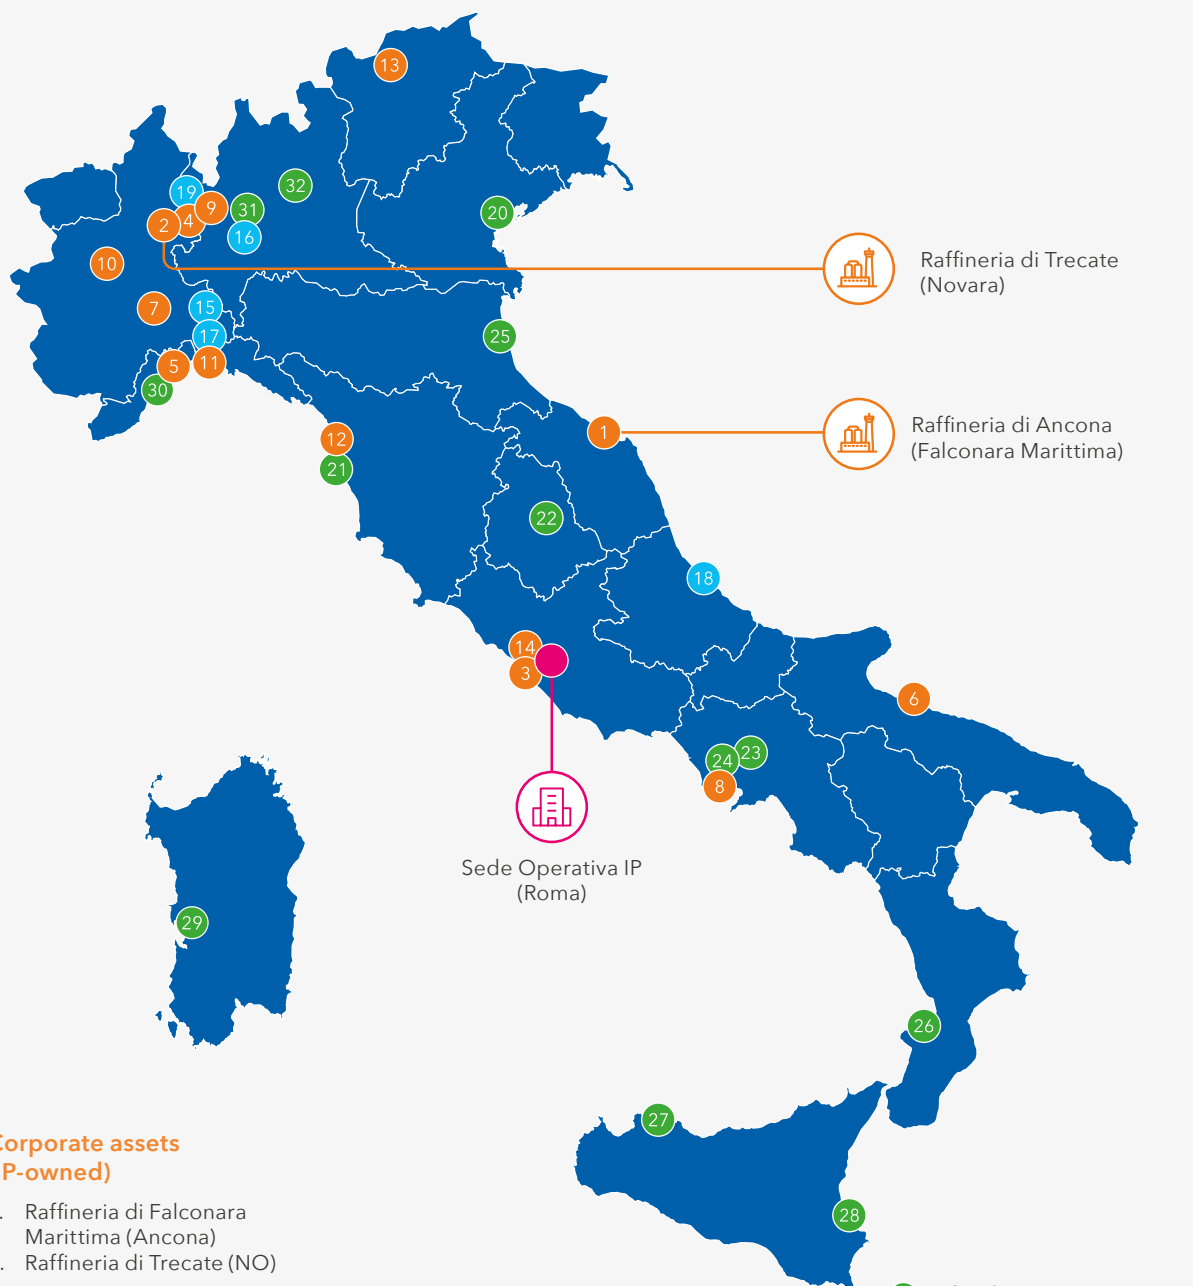 13
19
9
31
32
2
4
16
20
10
7
15
17
5
11
30
25
Raffineria di Trecate
(Novara)
1
Raffineria di Ancona
(Falconara Marittima)
12
21
22
18
14
3
6
24
23
8
Sede Operativa IP
(Roma)
29
26
27
28
Corporate assets
P-owned)
. Raffineria di Falconara
Marittima (Ancona)
. Raffineria di Trecate (NO)